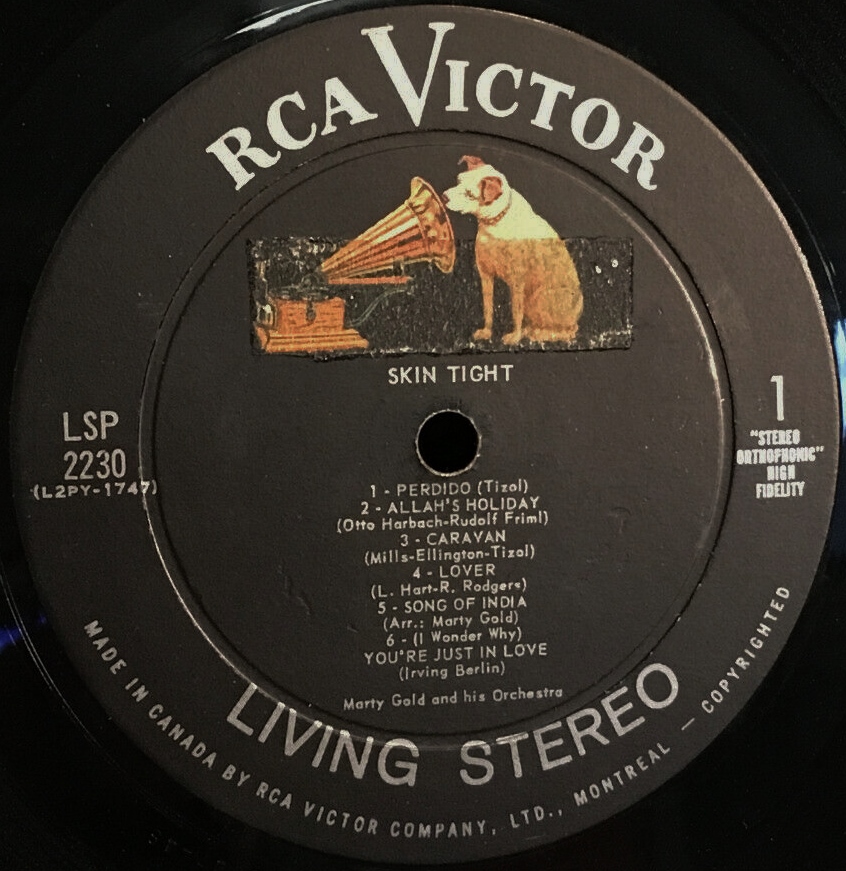 RCA VICTOR
SKIN TIGHT
LSP
2230
(L2PY-1747)
1
"STEREO
ORTHOPHONIC"
HIGH
FIDELITY
1 - PERDIDO (Tizol)
2 - ALLAH'S HOLIDAY
(Otto Harbach-Rudolf Friml)
3 - CARAVAN
(Mills-Ellington-Tizol)
4 - LOVER
(L. Hart-R. Rodgers)
5 - SONG OF INDIA
(Arr.: Marty Gold)
6 - (I Wonder Why)
YOU'RE JUST IN LOVE
(Irving Berlin)
Marty Gold and his Orchestra
LIVING STEREO
MADE IN CANADA BY RCA VICTOR COMPANY, LTD., MONTREAL — COPYRIGHTED